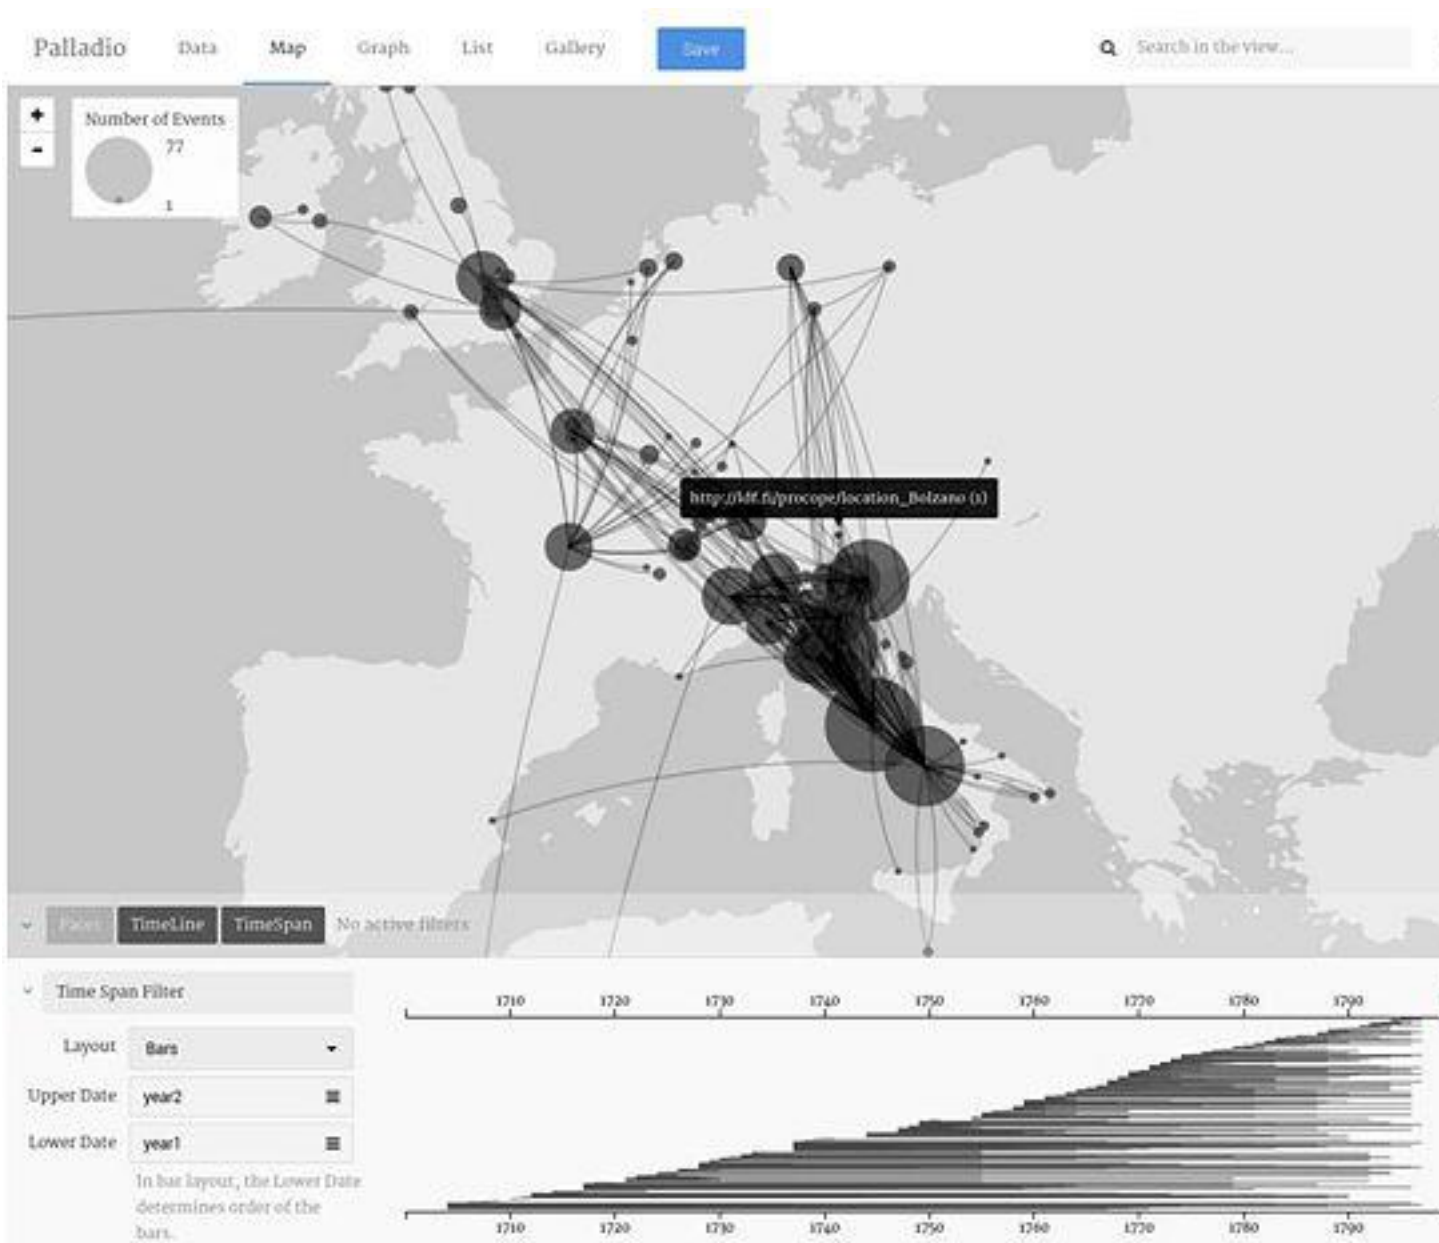 Palladio Data Map Graph List Gallery Save Search in the view...
+
-
Number of Events
77
1
http://ldf.fi/procope/location_Bolzano (1)
Facet TimeLine TimeSpan No active filters
Time Span Filter
1710 1720 1730 1740 1750 1760 1770 1780 1790
Layout Bars
Upper Date year2
Lower Date year1
In bar layout, the Lower Date
determines order of the
bars.
1710 1720 1730 1740 1750 1760 1770 1780 1790